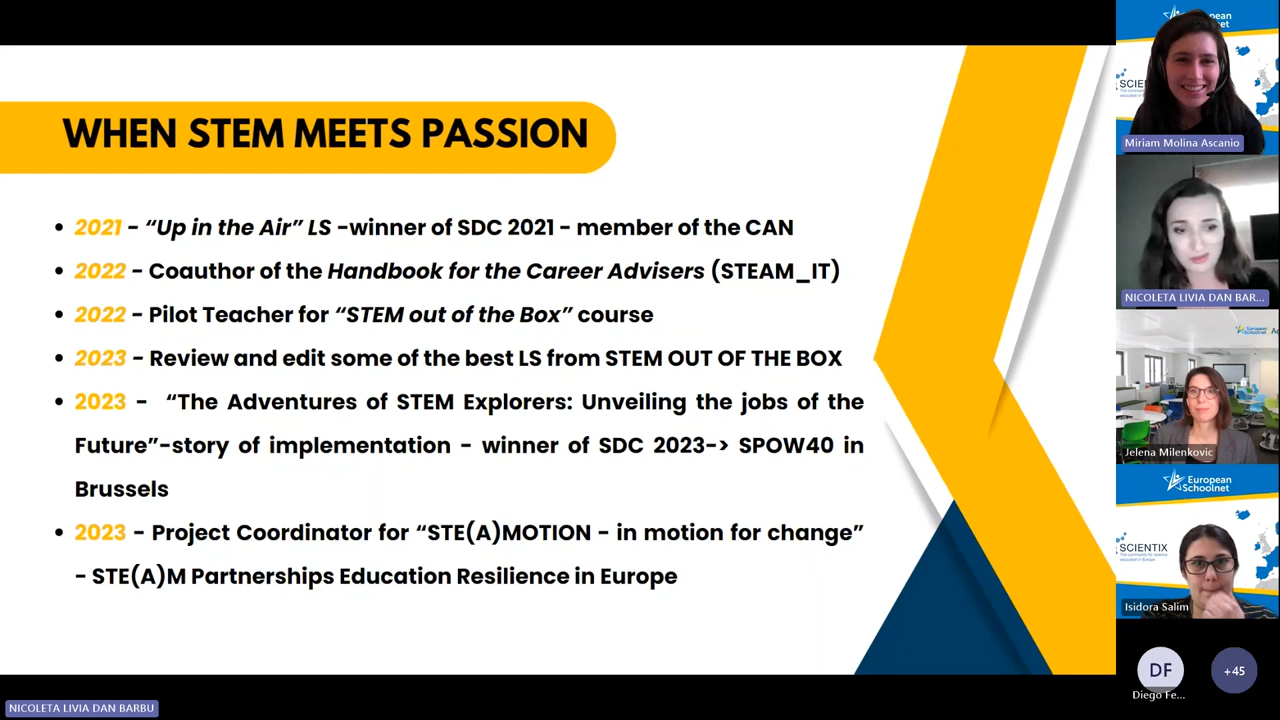 WHEN STEM MEETS PASSION
• 2021 - “Up in the Air” LS -winner of SDC 2021 - member of the CAN
• 2022 - Coauthor of the Handbook for the Career Advisers (STEAM_IT)
• 2022 - Pilot Teacher for “STEM out of the Box” course
• 2023 - Review and edit some of the best LS from STEM OUT OF THE BOX
• 2023 - “The Adventures of STEM Explorers: Unveiling the jobs of the
Future”-story of implementation - winner of SDC 2023-> SPOW40 in
Brussels
• 2023 - Project Coordinator for “STE(A)MOTION - in motion for change”
- STE(A)M Partnerships Education Resilience in Europe
Miriam Molina Ascanio
NICOLETA LIVIA DAN BAR...
European
Schoolnet
Jelena Milenkovic
European
Schoolnet
SCIENTIX
Isidora Salim
DF
Diego Fe...
+45
NICOLETA LIVIA DAN BARBU